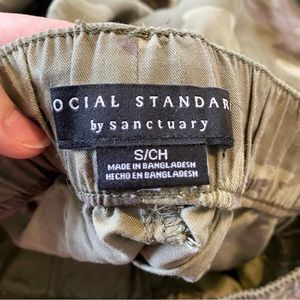 OCIAL STANDAR
by sanctuary
S/CH
MADE IN BANGLADESH
HECHO EN BANGLADESH